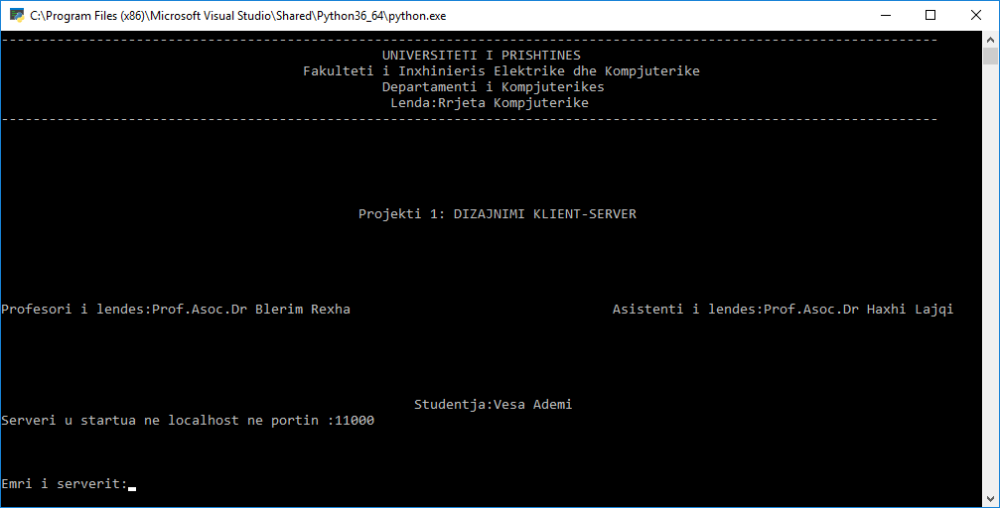 C:\Program Files (x86)\Microsoft Visual Studio\Shared\Python36_64\python.exe
----------------------------------------------------------------------------------------------------------------------
UNIVERSITETI I PRISHTINES
Fakulteti i Inxhinieris Elektrike dhe Kompjuterike
Departamenti i Kompjuterikes
Lenda:Rrjeta Kompjuterike
----------------------------------------------------------------------------------------------------------------------
Projekti 1: DIZAJNIMI KLIENT-SERVER
Profesori i lendes:Prof.Asoc.Dr Blerim Rexha Asistenti i lendes:Prof.Asoc.Dr Haxhi Lajqi
Studentja:Vesa Ademi
Serveri u startua ne localhost ne portin :11000
Emri i serverit: